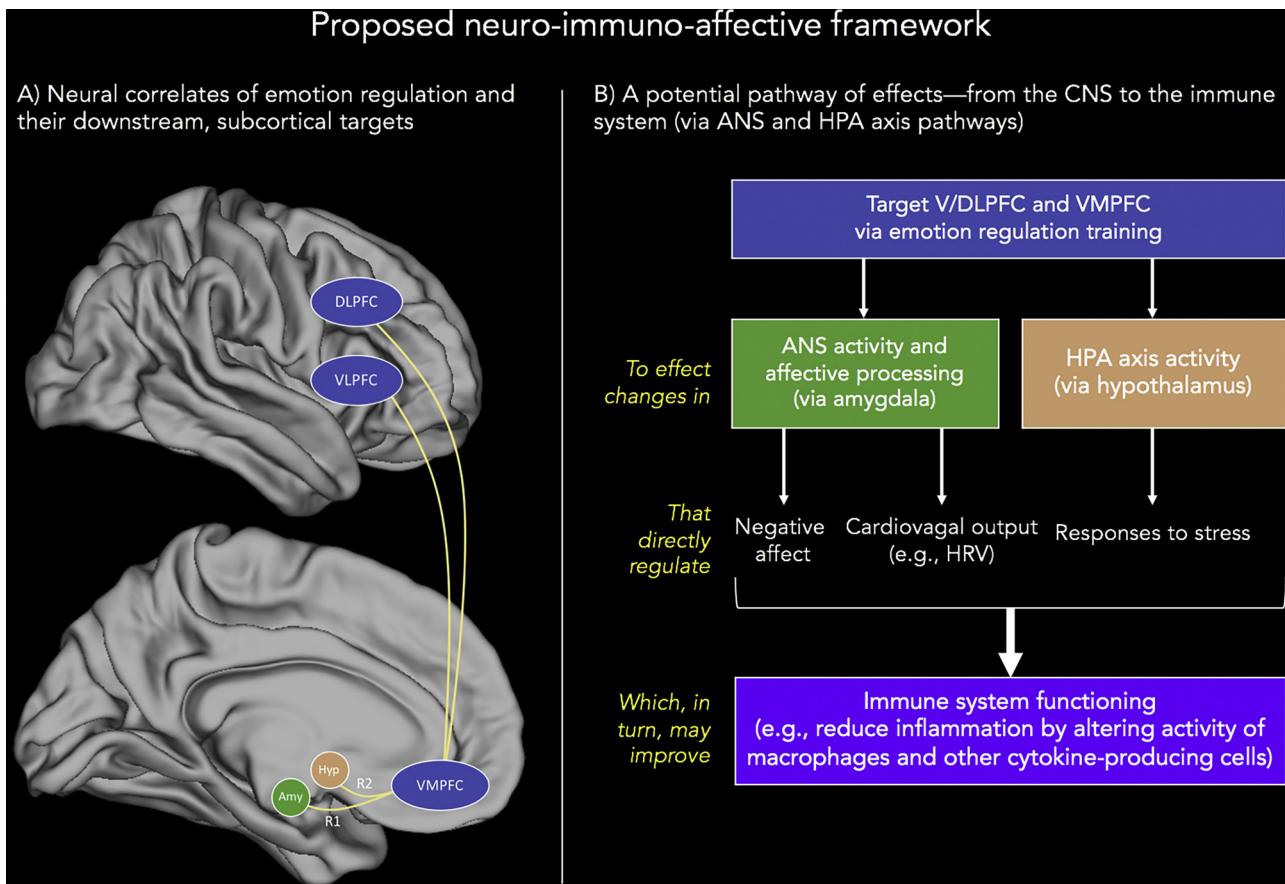 Proposed neuro-immuno-affective framework
A) Neural correlates of emotion regulation and
their downstream, subcortical targets
DLPFC
VLPFC
Hyp
Amy
R2
R1
VMPFC
B) A potential pathway of effects—from the CNS to the immune
system (via ANS and HPA axis pathways)
Target V/DLPFC and VMPFC
via emotion regulation training
To effect
changes in
ANS activity and
affective processing
(via amygdala)
HPA axis activity
(via hypothalamus)
That
directly
regulate
Negative
affect
Cardiovagal output
(e.g., HRV)
Responses to stress
Which, in
turn, may
improve
Immune system functioning
(e.g., reduce inflammation by altering activity of
macrophages and other cytokine-producing cells)